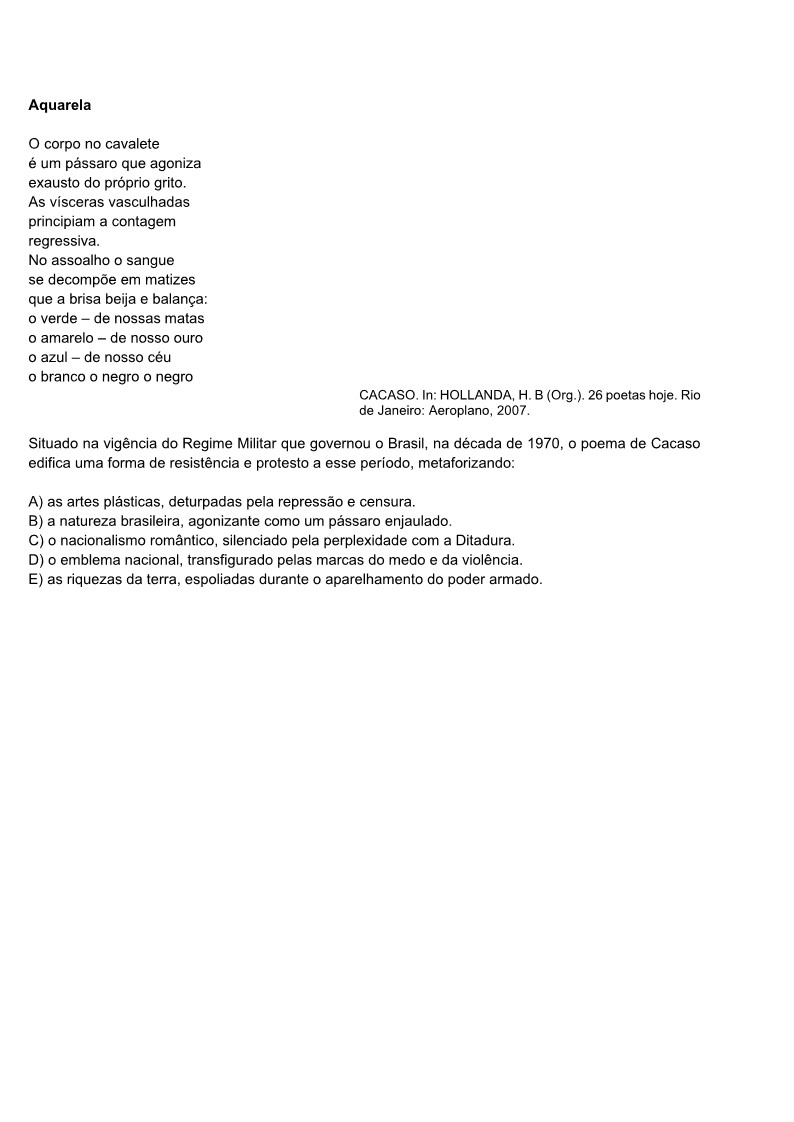 Aquarela
O corpo no cavalete
é um pássaro que agoniza
exausto do próprio grito.
As vísceras vasculhadas
principiam a contagem
regressiva.
No assoalho o sangue
se decompõe em matizes
que a brisa beija e balança:
o verde – de nossas matas
o amarelo – de nosso ouro
o azul – de nosso céu
o branco o negro o negro
CACASO. In: HOLLANDA, H. B (Org.). 26 poetas hoje. Rio
de Janeiro: Aeroplano, 2007.
Situado na vigência do Regime Militar que governou o Brasil, na década de 1970, o poema de Cacaso
edifica uma forma de resistência e protesto a esse período, metaforizando:
A) as artes plásticas, deturpadas pela repressão e censura.
B) a natureza brasileira, agonizante como um pássaro enjaulado.
C) o nacionalismo romântico, silenciado pela perplexidade com a Ditadura.
D) o emblema nacional, transfigurado pelas marcas do medo e da violência.
E) as riquezas da terra, espoliadas durante o aparelhamento do poder armado.